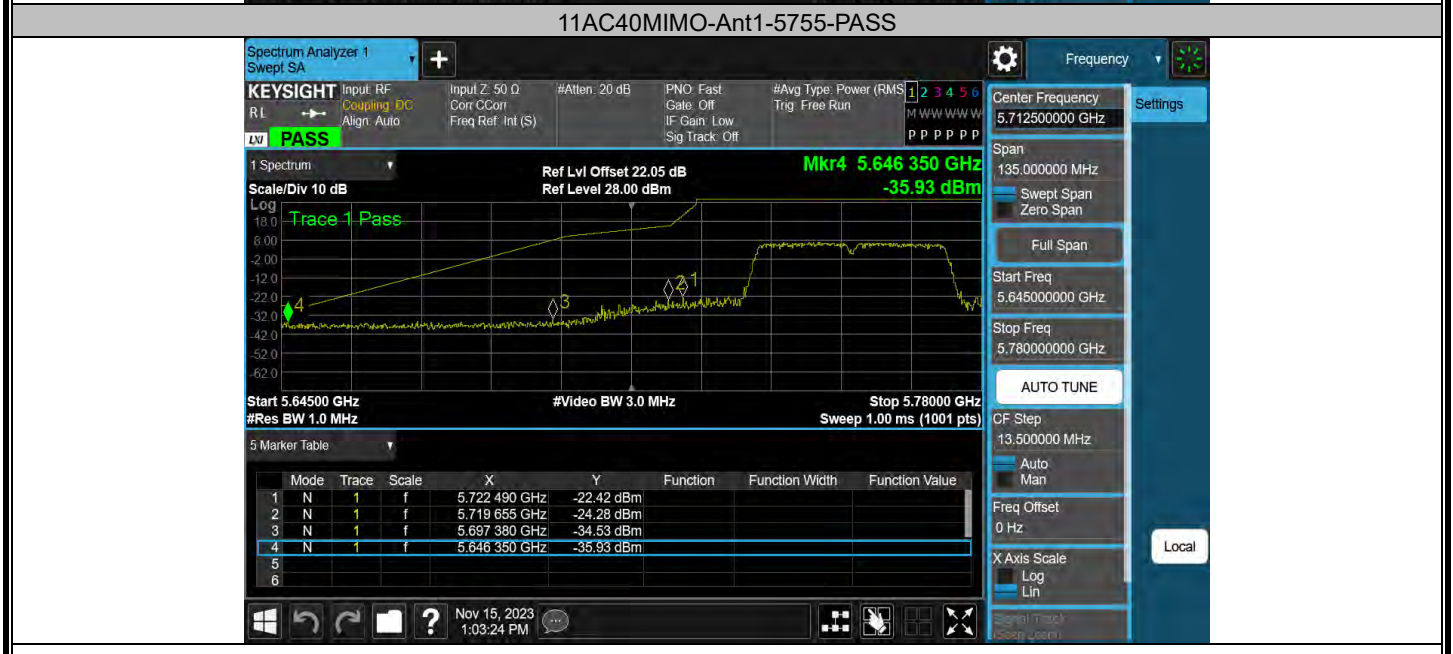 11AC40MIMO-Ant1-5755-PASS
Spectrum Analyzer 1
Swept SA
+
Frequency
KEYSIGHT
RL
LXI PASS
Input: RF
Coupling: DC
Align: Auto
Input Z: 50 Ω
Corr CCorr
Freq Ref: Int (S)
#Atten: 20 dB
PNO: Fast
Gate: Off
IF Gain: Low
Sig Track: Off
#Avg Type: Power (RMS
Trig: Free Run
1 2 3 4 5 6
M W W W W W
P P P P P P
1 Spectrum
Scale/Div 10 dB
Ref Lvl Offset 22.05 dB
Ref Level 28.00 dBm
Mkr4 5.646 350 GHz
-35.93 dBm
Log
Trace 1 Pass
18.0
8.00
-2.00
-12.0
-22.0
-32.0
-42.0
-52.0
-62.0
4
3
2
1
Start 5.64500 GHz
#Video BW 3.0 MHz
Stop 5.78000 GHz
#Res BW 1.0 MHz
Sweep 1.00 ms (1001 pts)
5 Marker Table
Mode Trace Scale X Y Function Function Width Function Value
1 N 1 f 5.722 490 GHz -22.42 dBm
2 N 1 f 5.719 655 GHz -24.28 dBm
3 N 1 f 5.697 380 GHz -34.53 dBm
4 N 1 f 5.646 350 GHz -35.93 dBm
5
6
?
Nov 15, 2023
1:03:24 PM
Center Frequency
5.712500000 GHz
Settings
Span
135.000000 MHz
Swept Span
Zero Span
Full Span
Start Freq
5.645000000 GHz
Stop Freq
5.780000000 GHz
AUTO TUNE
CF Step
13.500000 MHz
Auto
Man
Freq Offset
0 Hz
X Axis Scale
Log
Lin
Local
Signal Track
(Span Zoom)